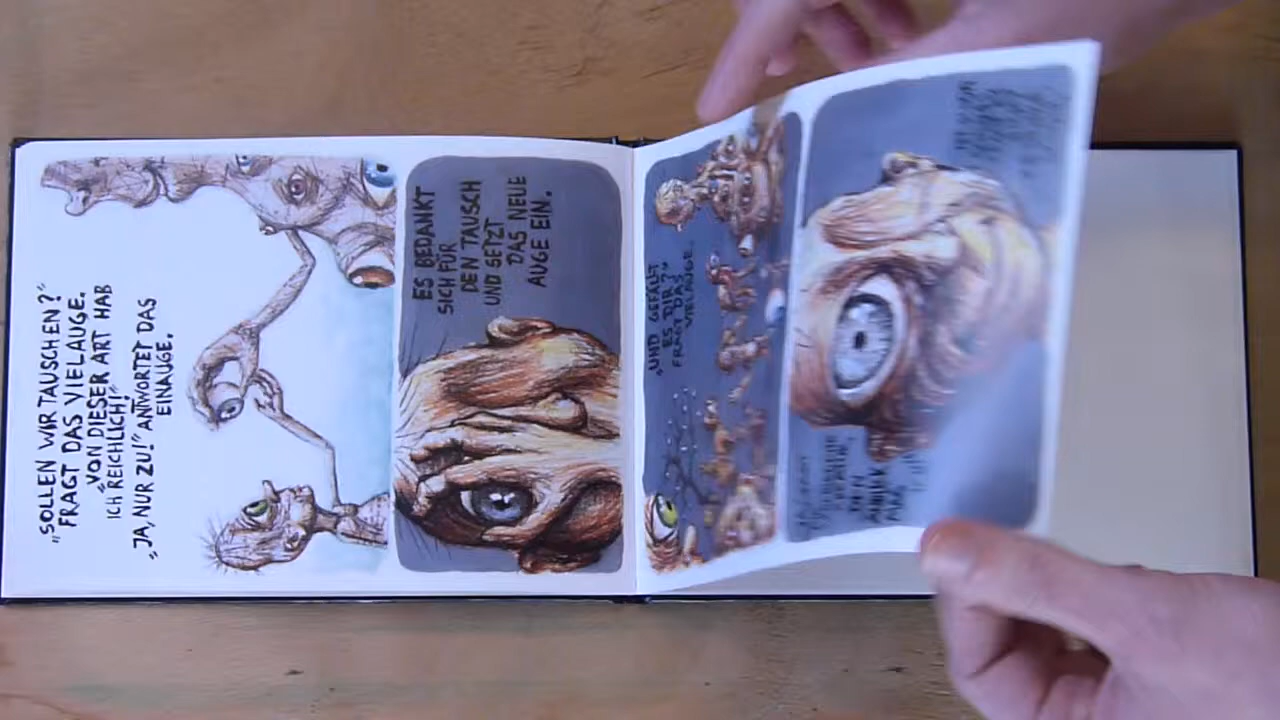 „SOLLEN WIR TAUSCHEN?“
FRAGT DAS VIELAUGE.
„VON DIESER ART HAB
ICH REICHLICH!“
„JA, NUR ZU!“ ANTWORTET DAS
EINAUGE.
ES BEDANKT
SICH FÜR
DEN TAUSCH
UND SETZT
DAS NEUE
AUGE EIN.
„UND GEFÄLLT
ES DIR?“
FRAGT DAS
VIELAUGE.